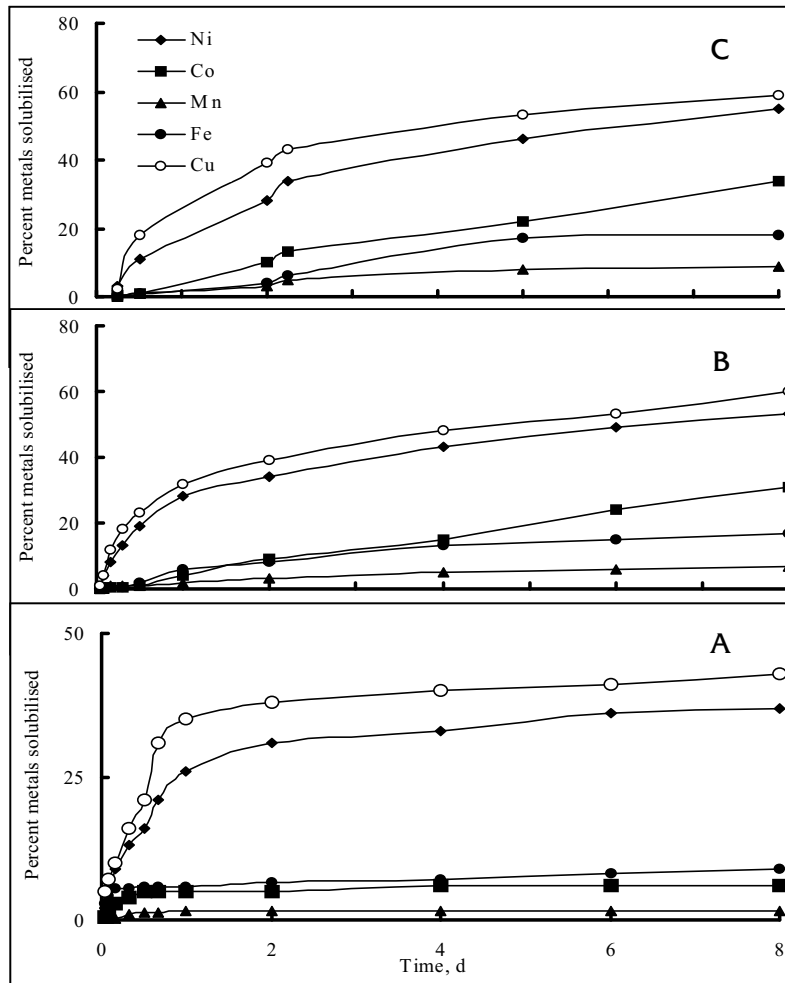 80
60
40
20
0
Percent metals solubilised
Ni
Co
Mn
Fe
Cu
C
80
60
40
20
0
Percent metals solubilised
B
50
25
0
Percent metals solubilised
A
0 2 4 6 8
Time, d